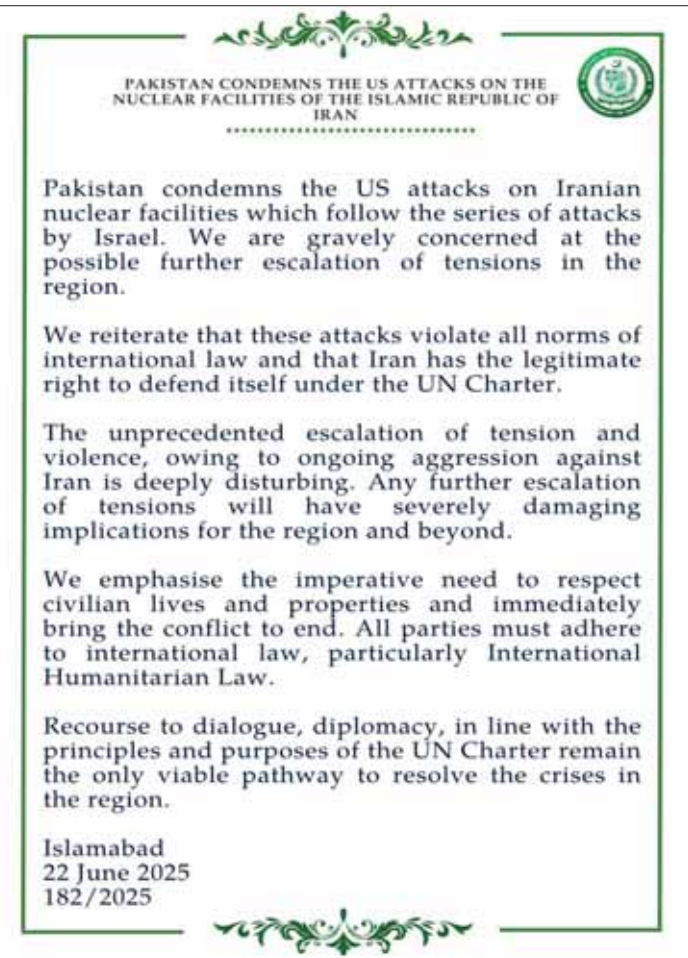 PAKISTAN CONDEMNS THE US ATTACKS ON THE
NUCLEAR FACILITIES OF THE ISLAMIC REPUBLIC OF
IRAN
Pakistan condemns the US attacks on Iranian
nuclear facilities which follow the series of attacks
by Israel. We are gravely concerned at the
possible further escalation of tensions in the
region.
We reiterate that these attacks violate all norms of
international law and that Iran has the legitimate
right to defend itself under the UN Charter.
The unprecedented escalation of tension and
violence, owing to ongoing aggression against
Iran is deeply disturbing. Any further escalation
of tensions will have severely damaging
implications for the region and beyond.
We emphasise the imperative need to respect
civilian lives and properties and immediately
bring the conflict to end. All parties must adhere
to international law, particularly International
Humanitarian Law.
Recourse to dialogue, diplomacy, in line with the
principles and purposes of the UN Charter remain
the only viable pathway to resolve the crises in
the region.
Islamabad
22 June 2025
182/2025